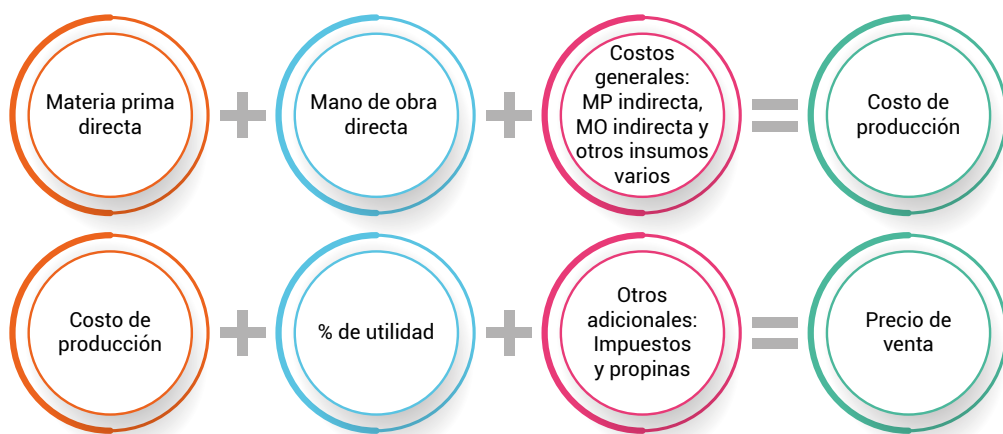 Materia prima
directa
+
Mano de obra
directa
+
Costos
generales:
MP indirecta,
MO indirecta y
otros insumos
varios
=
Costo de
producción
Costo de
producción
+
% de utilidad
+
Otros
adicionales:
Impuestos
y propinas
=
Precio de
venta